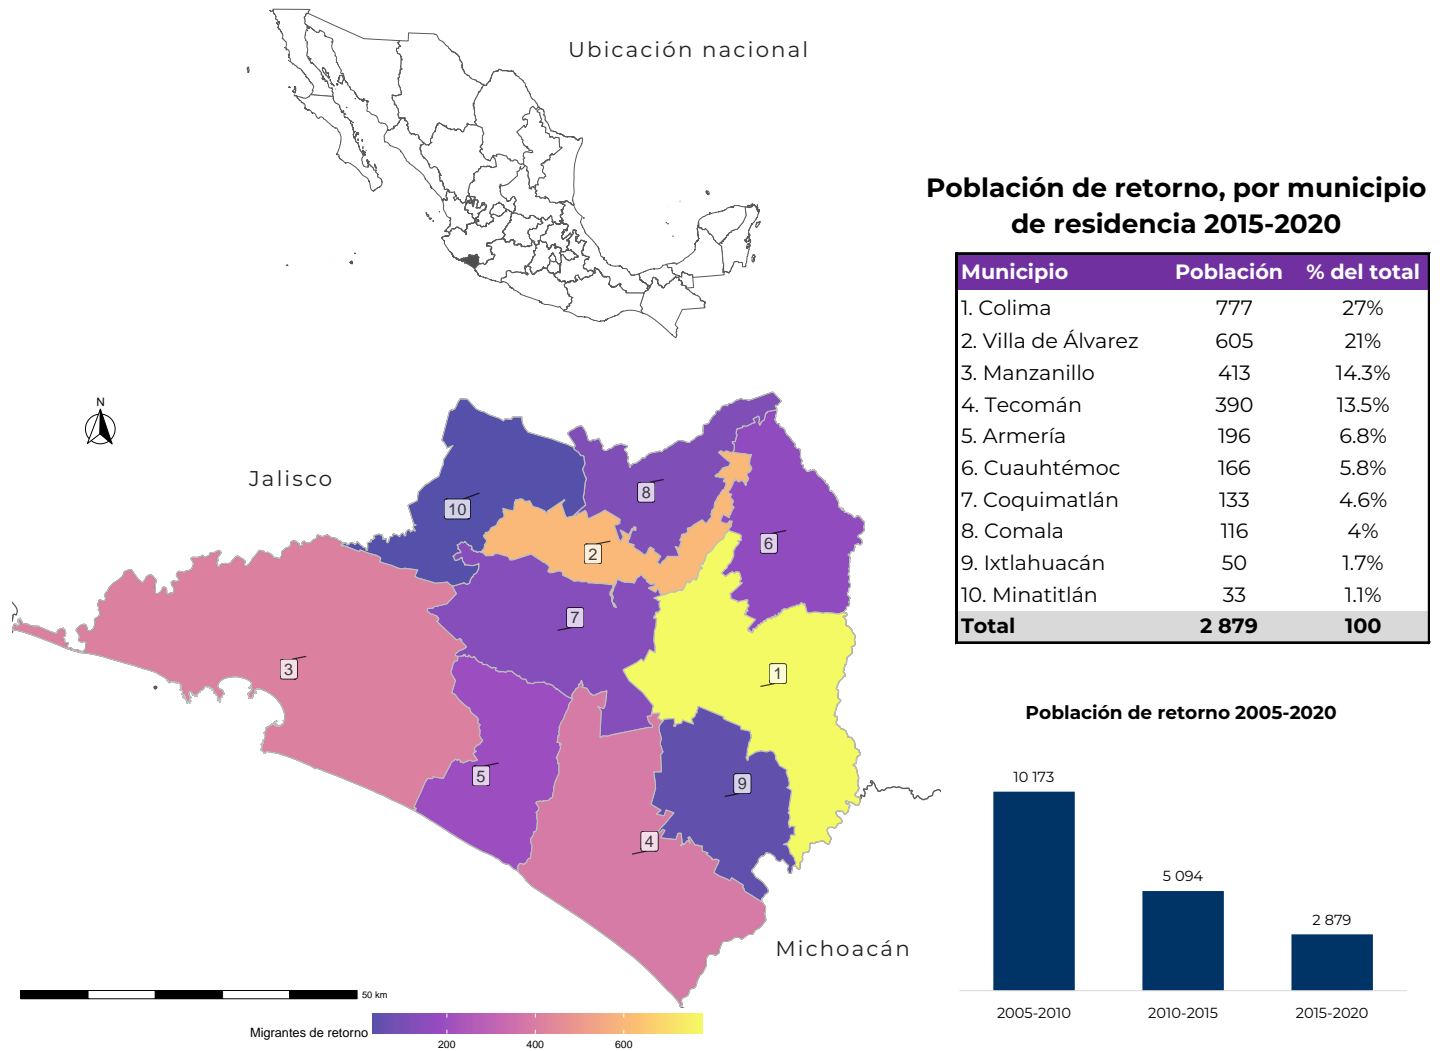 Ubicación nacional
Población de retorno, por municipio
de residencia 2015-2020
Municipio Población % del total
1. Colima 777 27%
2. Villa de Álvarez 605 21%
3. Manzanillo 413 14.3%
4. Tecomán 390 13.5%
5. Armería 196 6.8%
6. Cuauhtémoc 166 5.8%
7. Coquimatlán 133 4.6%
8. Comala 116 4%
9. Ixtlahuacán 50 1.7%
10. Minatitlán 33 1.1%
Total 2 879 100
N
Jalisco
10
8
2
6
7
3
1
5
9
4
Michoacán
50 km
Migrantes de retorno
200 400 600
Población de retorno 2005-2020
10 173
5 094
2 879
2005-2010 2010-2015 2015-2020